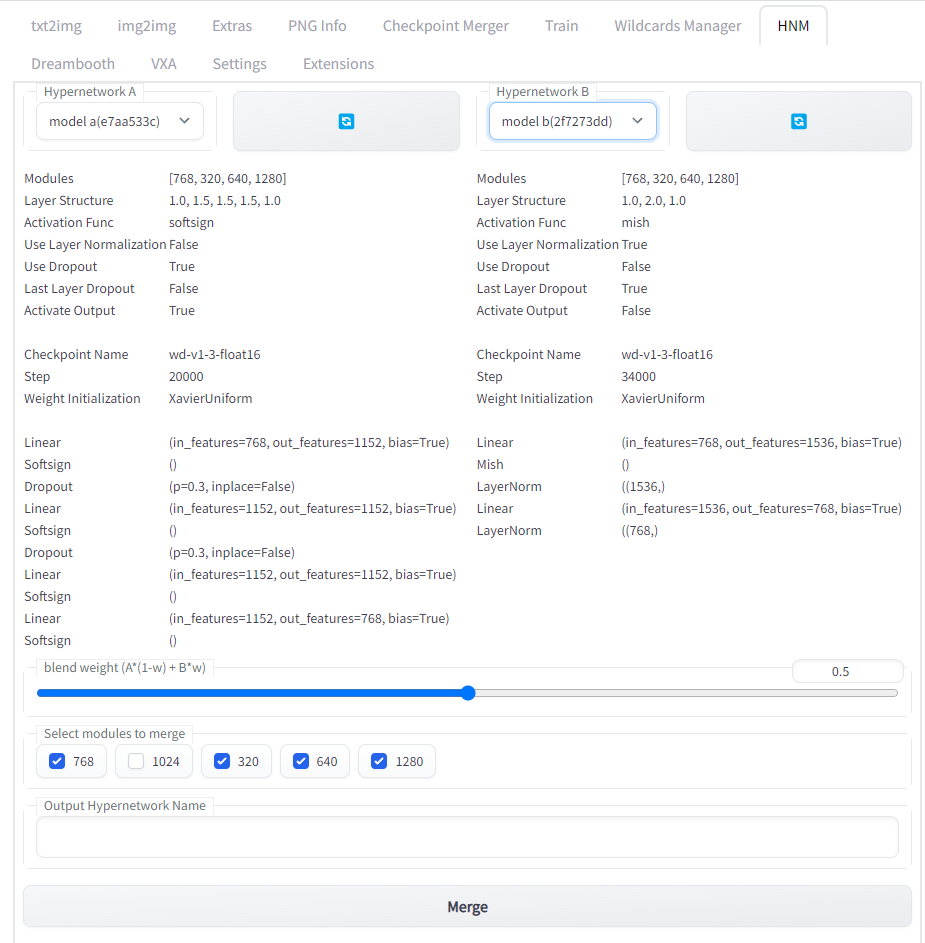 txt2img img2img Extras PNG Info Checkpoint Merger Train Wildcards Manager HNM
Dreambooth VXA Settings Extensions
Hypernetwork A
model a(e7aa533c)
Hypernetwork B
model b(2f7273dd)
Modules [768, 320, 640, 1280]
Layer Structure 1.0, 1.5, 1.5, 1.5, 1.0
Activation Func softsign
Use Layer Normalization False
Use Dropout True
Last Layer Dropout False
Activate Output True
Checkpoint Name wd-v1-3-float16
Step 20000
Weight Initialization XavierUniform
Linear (in_features=768, out_features=1152, bias=True)
Softsign ()
Dropout (p=0.3, inplace=False)
Linear (in_features=1152, out_features=1152, bias=True)
Softsign ()
Dropout (p=0.3, inplace=False)
Linear (in_features=1152, out_features=1152, bias=True)
Softsign ()
Linear (in_features=1152, out_features=768, bias=True)
Softsign ()
Modules [768, 320, 640, 1280]
Layer Structure 1.0, 2.0, 1.0
Activation Func mish
Use Layer Normalization True
Use Dropout False
Last Layer Dropout True
Activate Output False
Checkpoint Name wd-v1-3-float16
Step 34000
Weight Initialization XavierUniform
Linear (in_features=768, out_features=1536, bias=True)
Mish ()
LayerNorm ((1536,)
Linear (in_features=1536, out_features=768, bias=True)
LayerNorm ((768,)
blend weight (A*(1-w) + B*w) 0.5
Select modules to merge
768 1024 320 640 1280
Output Hypernetwork Name
Merge